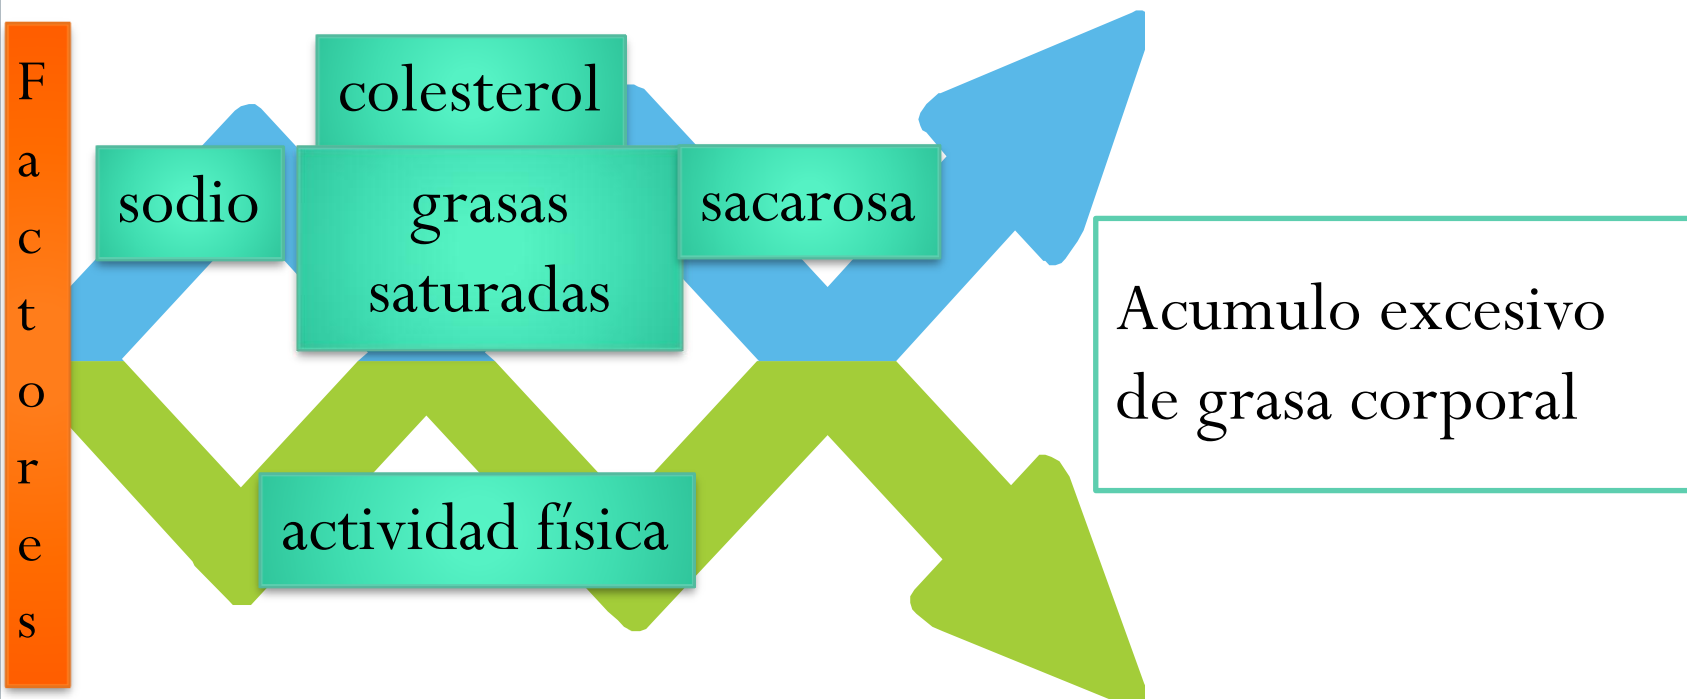 Factores
colesterol
sodio
grasas
saturadas
sacarosa
actividad física
Acumulo excesivo
de grasa corporal